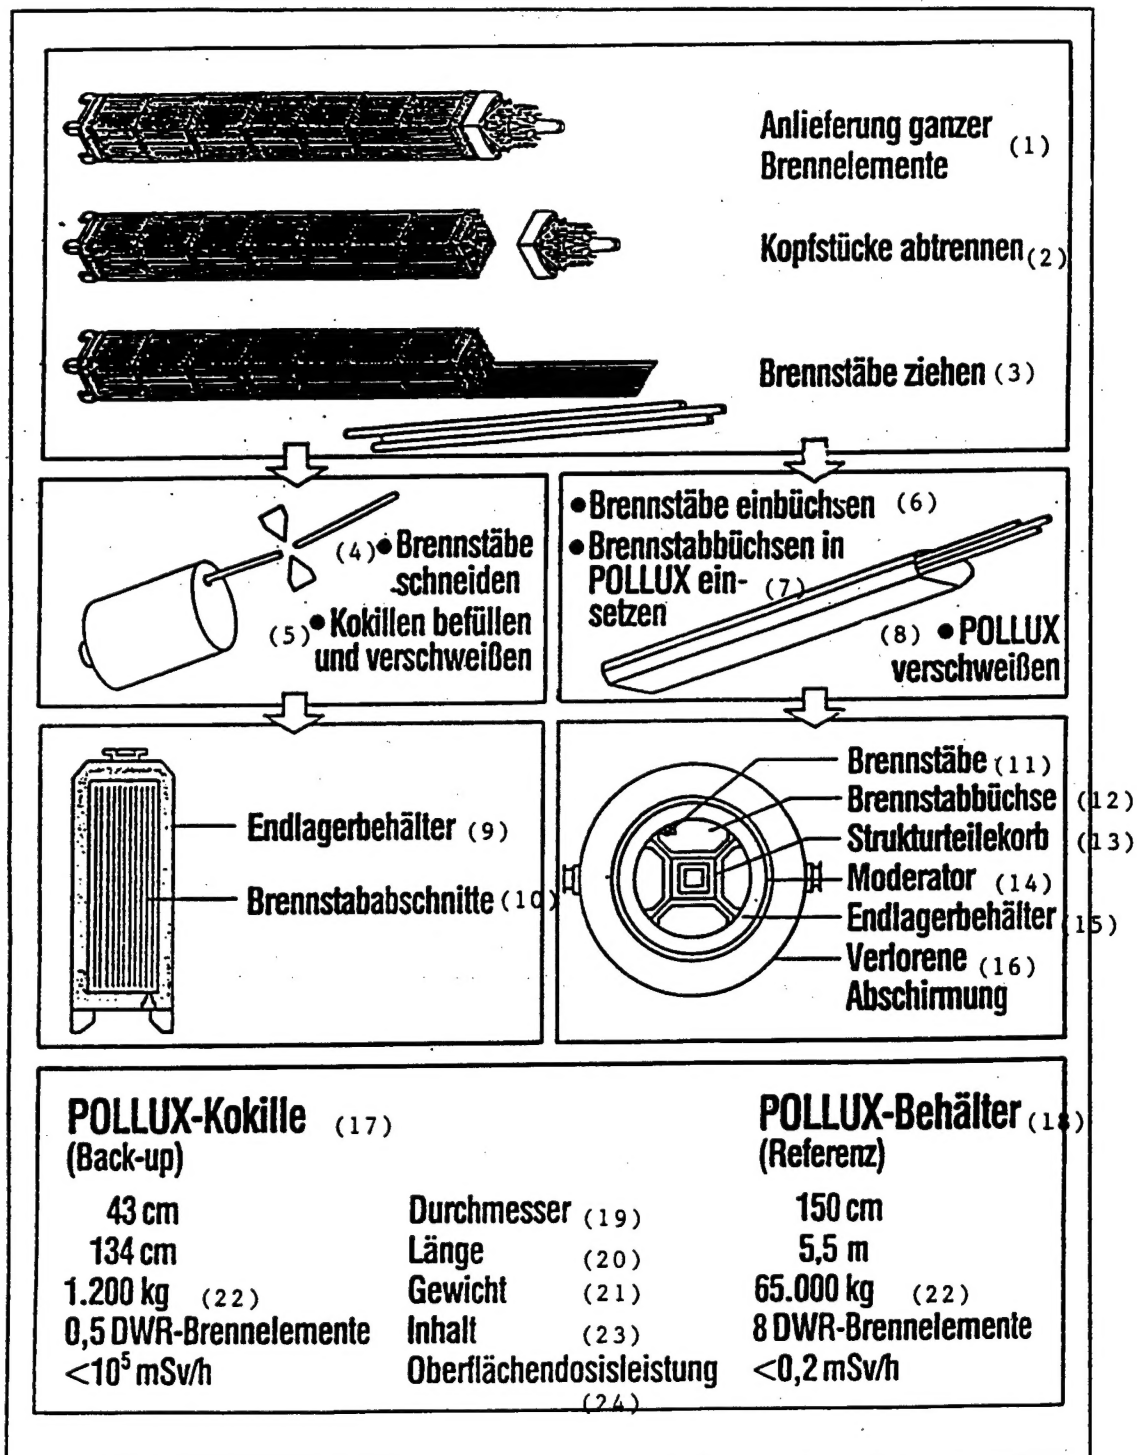 Anlieferung ganzer (1)
Brennelemente
Kopfstücke abtrennen (2)
Brennstäbe ziehen (3)
(4) • Brennstäbe
schneiden
(5) • Kokillen befüllen
und verschweißen
• Brennstäbe einbüchsen (6)
• Brennstabbüchsen in
POLLUX ein- (7)
setzen
(8) • POLLUX
verschweißen
Endlagerbehälter (9)
Brennstababschnitte (10)
Brennstäbe (11)
Brennstabbüchse (12)
Strukturteilekorb (13)
Moderator (14)
Endlagerbehälter (15)
Verlorene (16)
Abschirmung
POLLUX-Kokille (17)
(Back-up)
POLLUX-Behälter (18)
(Referenz)
43 cm Durchmesser (19) 150 cm
134 cm Länge (20) 5,5 m
1.200 kg (22) Gewicht (21) 65.000 kg (22)
0,5 DWR-Brennelemente Inhalt (23) 8 DWR-Brennelemente
<10⁵ mSv/h Oberflächendosisleistung <0,2 mSv/h
(24)